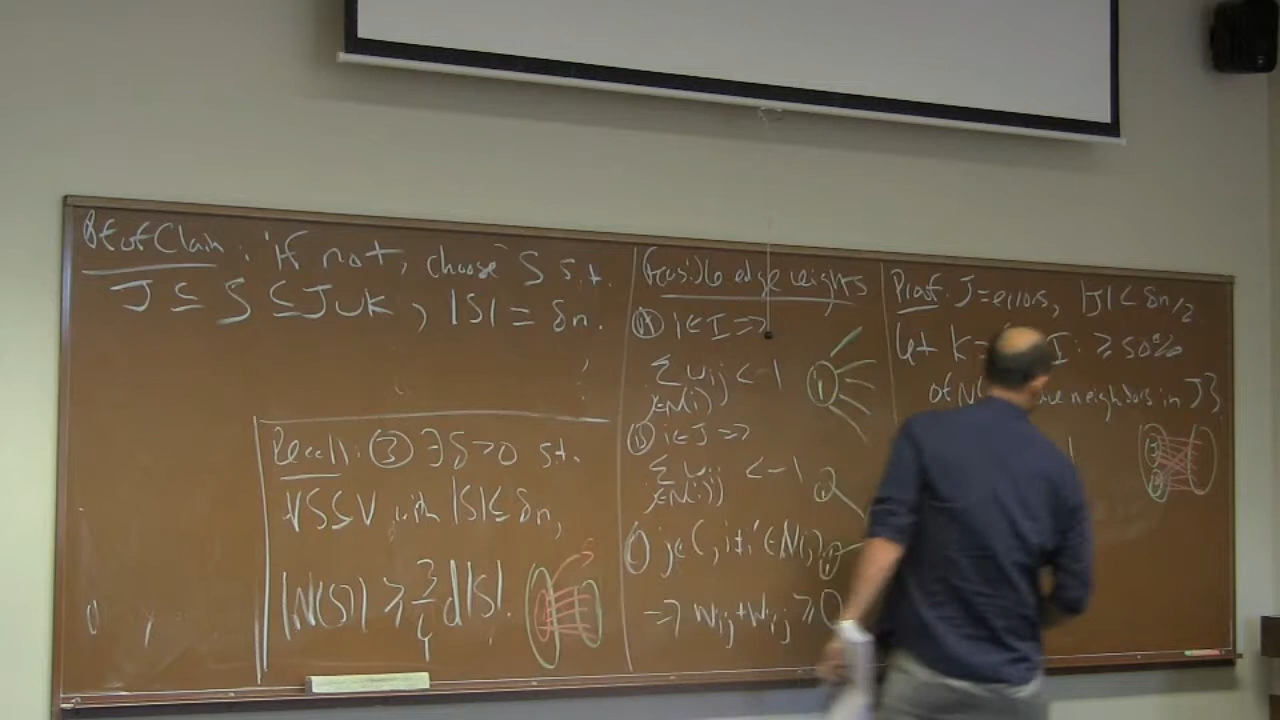 Pf of Claim: If not, choose S s.t.
J ⊆ S ⊆ J∪K, |S| = δn.
Recall: ③ ∃δ>0 s.t.
∀S⊆V with |S|≤δn,
|N(S)| ≥ 3/4 d|S|.
Feasible edge weights
Ⓐ i∈I ⇒
Σ wij < 1
j∈N(i)
Ⓑ i∈J ⇒
Σ wij < -1
j∈N(i)
j∈C, i≠i'∈N(j)
⇒ wij + wi'j ≥ 0
Proof: J = errors, |J| < δn/2
Let K = I: ≥50%
of N( neighbors in J}.